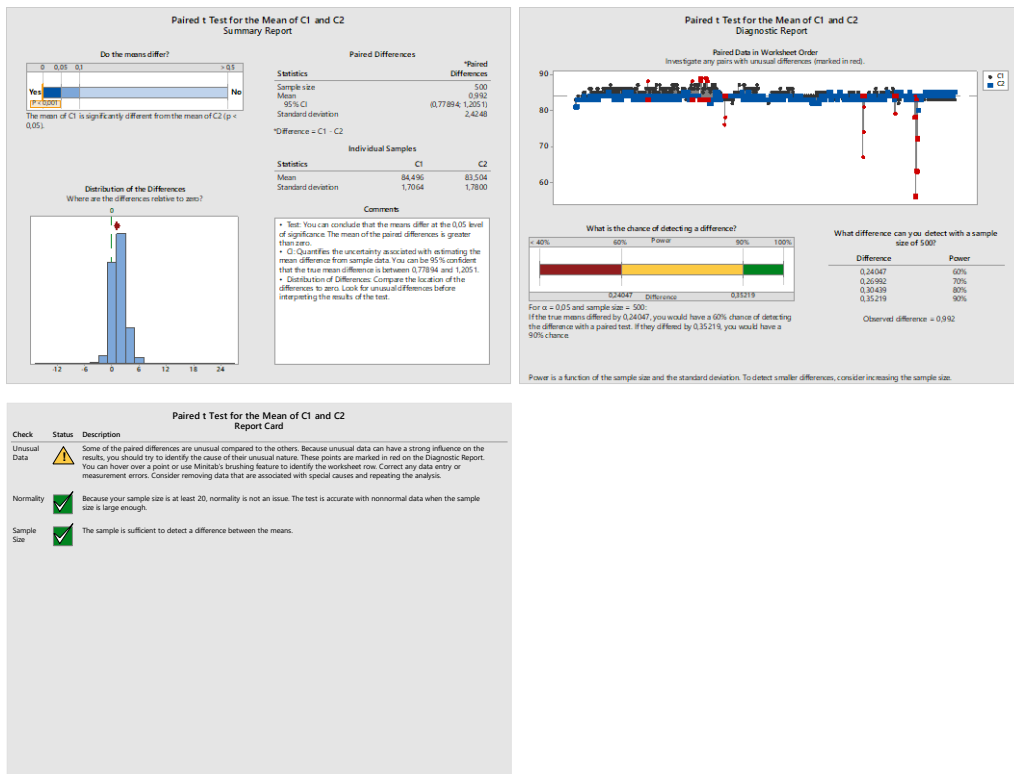 Paired t Test for the Mean of C1 and C2
Summary Report
Do the means differ?
0 0,05 0,1 > 0,5
Yes No
P < 0,001
The mean of C1 is significantly different from the mean of C2 (p <
0,05).
Distribution of the Differences
Where are the differences relative to zero?
0
-12 -6 0 6 12 18 24
Paired Differences
*Paired
Statistics Differences
Sample size 500
Mean 0,992
95% CI (0,77894; 1,2051)
Standard deviation 2,4248
*Difference = C1 - C2
Individual Samples
Statistics C1 C2
Mean 84,496 83,504
Standard deviation 1,7064 1,7800
Comments
• Test: You can conclude that the means differ at the 0,05 level
of significance. The mean of the paired differences is greater
than zero.
• CI: Quantifies the uncertainty associated with estimating the
mean difference from sample data. You can be 95% confident
that the true mean difference is between 0,77894 and 1,2051.
• Distribution of Differences: Compare the location of the
differences to zero. Look for unusual differences before
interpreting the results of the test.
Paired t Test for the Mean of C1 and C2
Diagnostic Report
Paired Data in Worksheet Order
Investigate any pairs with unusual differences (marked in red).
90
80
70
60
C1
C2
What is the chance of detecting a difference?
< 40% 60% Power 90% 100%
0,24047 Difference 0,35219
For α = 0,05 and sample size = 500:
If the true means differed by 0,24047, you would have a 60% chance of detecting
the difference with a paired test. If they differed by 0,35219, you would have a
90% chance.
What difference can you detect with a sample
size of 500?
Difference Power
0,24047 60%
0,26992 70%
0,30439 80%
0,35219 90%
Observed difference = 0,992
Power is a function of the sample size and the standard deviation. To detect smaller differences, consider increasing the sample size.
Paired t Test for the Mean of C1 and C2
Report Card
Check Status Description
Unusual
Data
Some of the paired differences are unusual compared to the others. Because unusual data can have a strong influence on the
results, you should try to identify the cause of their unusual nature. These points are marked in red on the Diagnostic Report.
You can hover over a point or use Minitab's brushing feature to identify the worksheet row. Correct any data entry or
measurement errors. Consider removing data that are associated with special causes and repeating the analysis.
Normality
Because your sample size is at least 20, normality is not an issue. The test is accurate with nonnormal data when the sample
size is large enough.
Sample
Size
The sample is sufficient to detect a difference between the means.